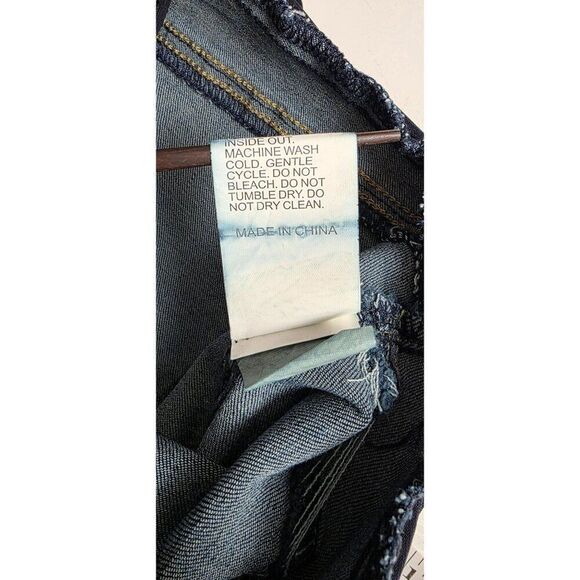 INSIDE OUT.
MACHINE WASH
COLD. GENTLE
CYCLE. DO NOT
BLEACH. DO NOT
TUMBLE DRY. DO
NOT DRY CLEAN.
MADE IN CHINA